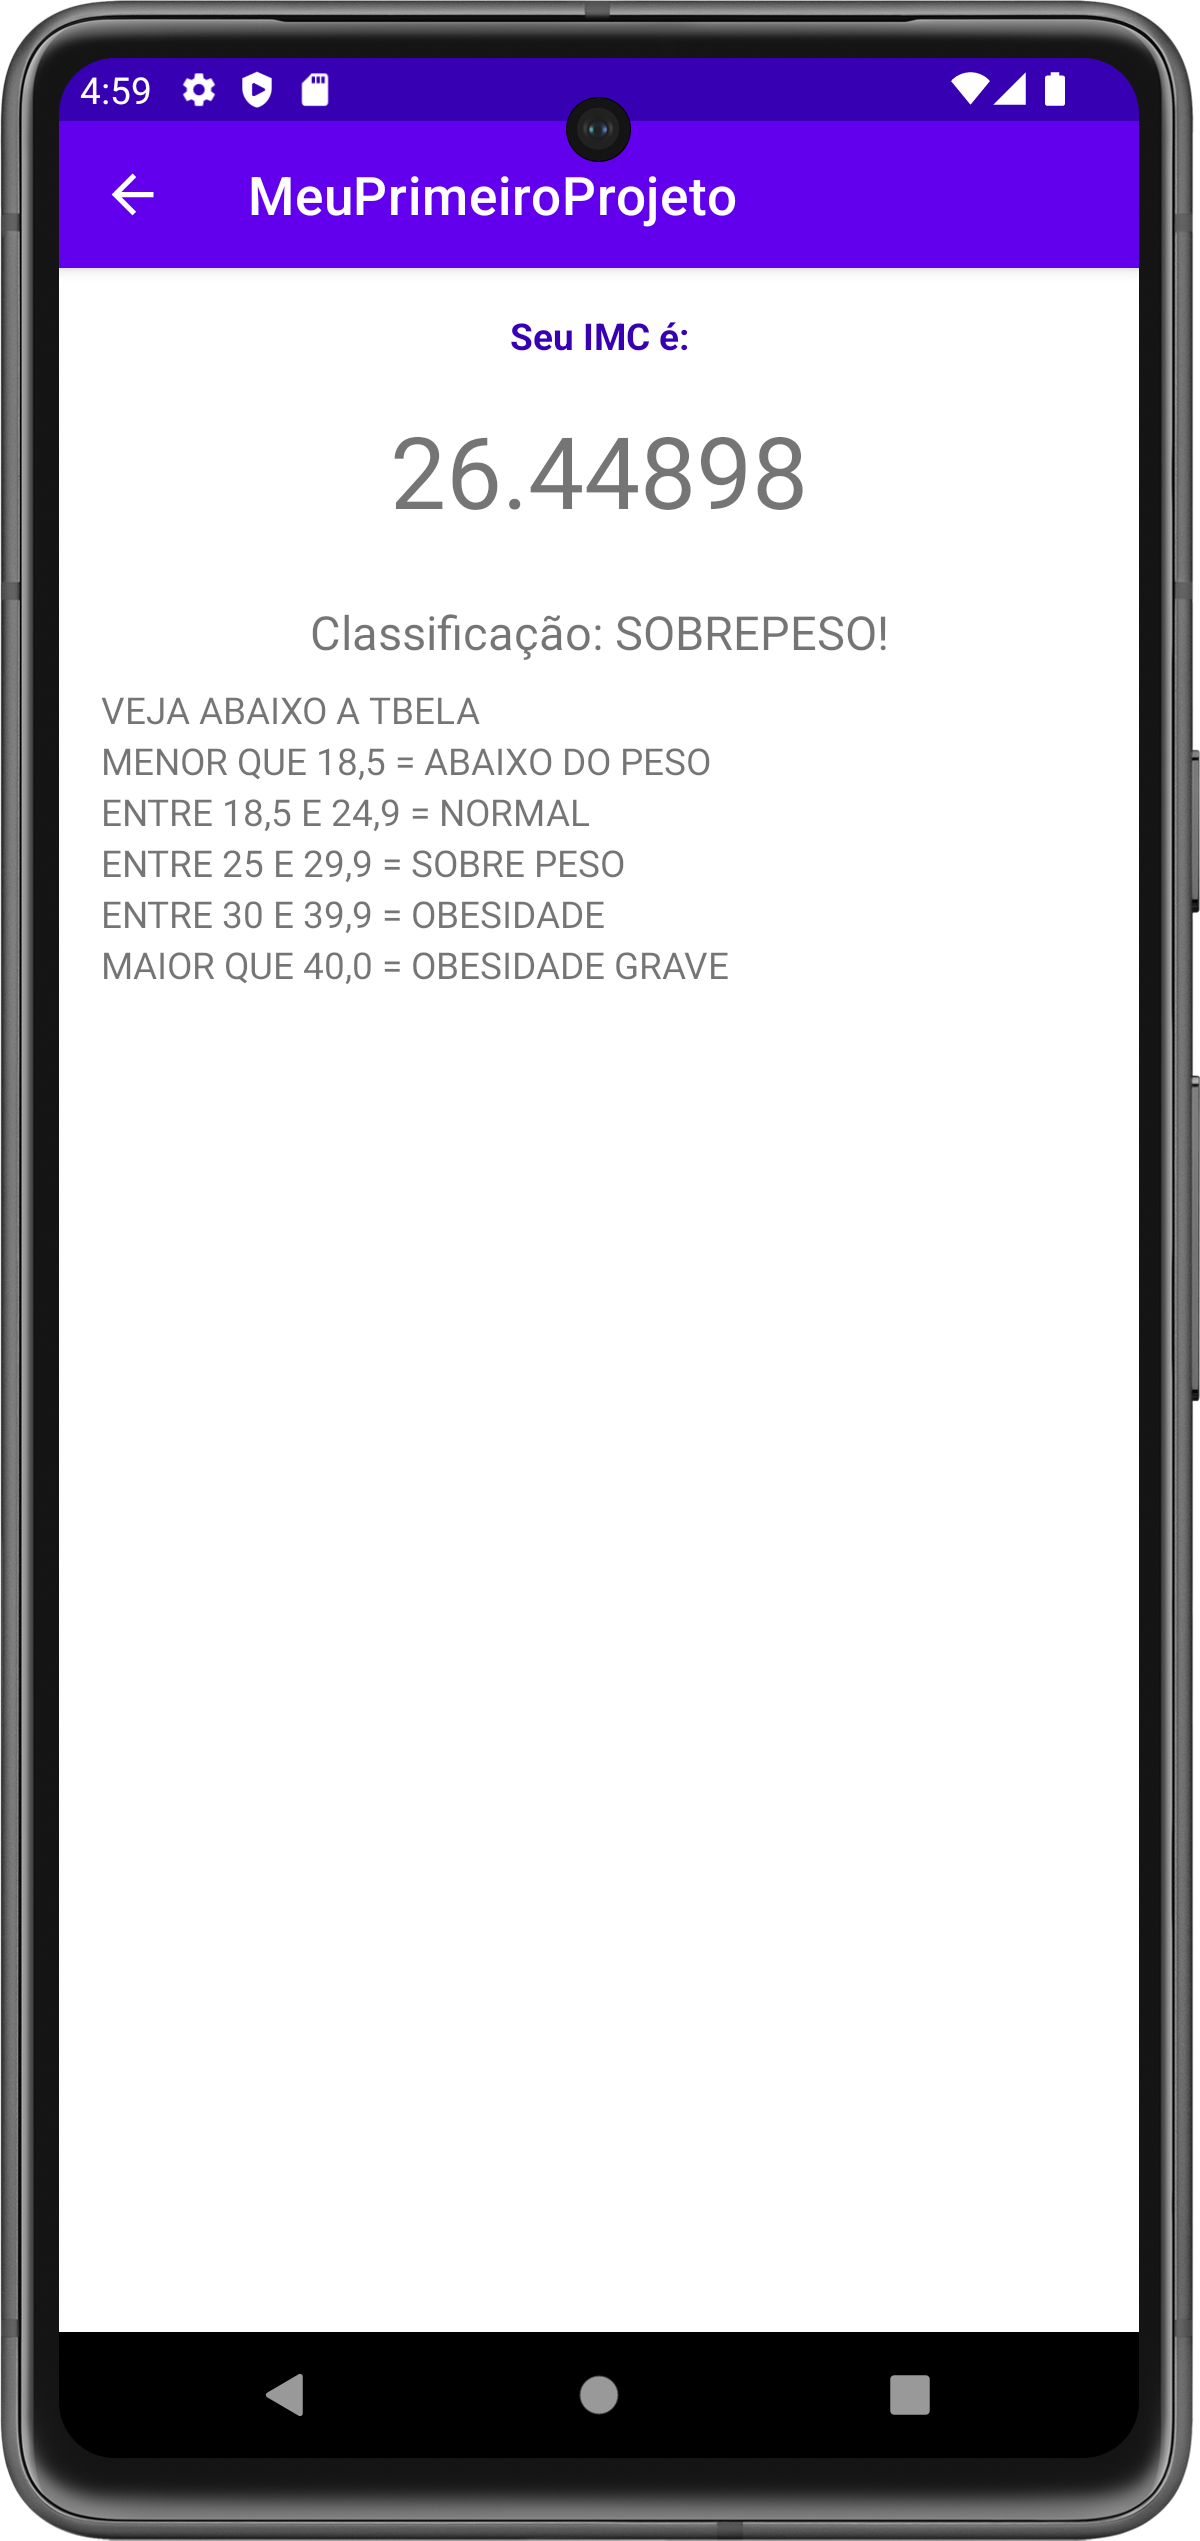 4:59
MeuPrimeiroProjeto
Seu IMC é:
26.44898
Classificação: SOBREPESO!
VEJA ABAIXO A TBELA
MENOR QUE 18,5 = ABAIXO DO PESO
ENTRE 18,5 E 24,9 = NORMAL
ENTRE 25 E 29,9 = SOBRE PESO
ENTRE 30 E 39,9 = OBESIDADE
MAIOR QUE 40,0 = OBESIDADE GRAVE